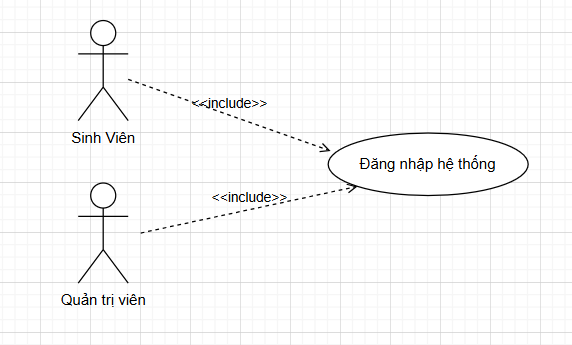 <<include>>
Sinh Viên
Đăng nhập hệ thống
<<include>>
Quản trị viên